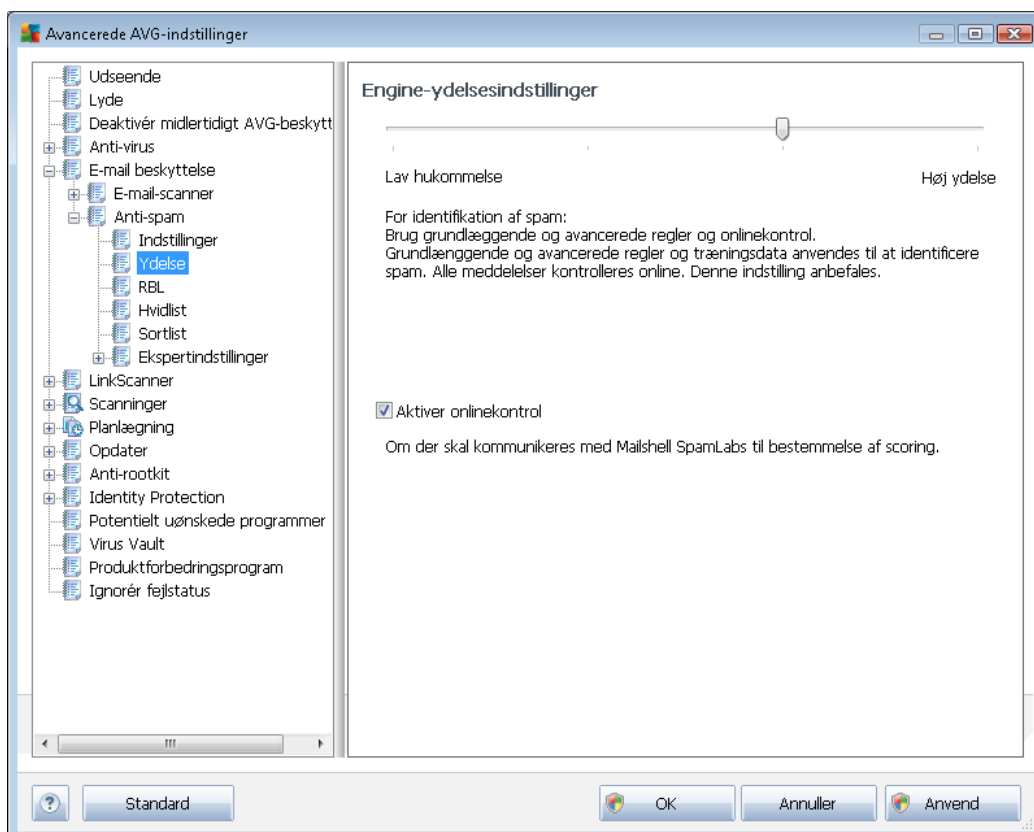 Avancerede AVG-indstillinger
Udseende
Lyde
Deaktivér midlertidigt AVG-beskytt
Anti-virus
E-mail beskyttelse
E-mail-scanner
Anti-spam
Indstillinger
Ydelse
RBL
Hvidlist
Sortlist
Ekspertindstillinger
LinkScanner
Scanninger
Planlægning
Opdater
Anti-rootkit
Identity Protection
Potentielt uønskede programmer
Virus Vault
Produktforbedringsprogram
Ignorér fejlstatus
Engine-ydelsesindstillinger
Lav hukommelse
Høj ydelse
For identifikation af spam:
Brug grundlæggende og avancerede regler og onlinekontrol.
Grundlænggende og avancerede regler og træningsdata anvendes til at identificere
spam. Alle meddelelser kontrolleres online. Denne indstilling anbefales.
Aktiver onlinekontrol
Om der skal kommunikeres med Mailshell SpamLabs til bestemmelse af scoring.
?
Standard
OK
Annuller
Anvend